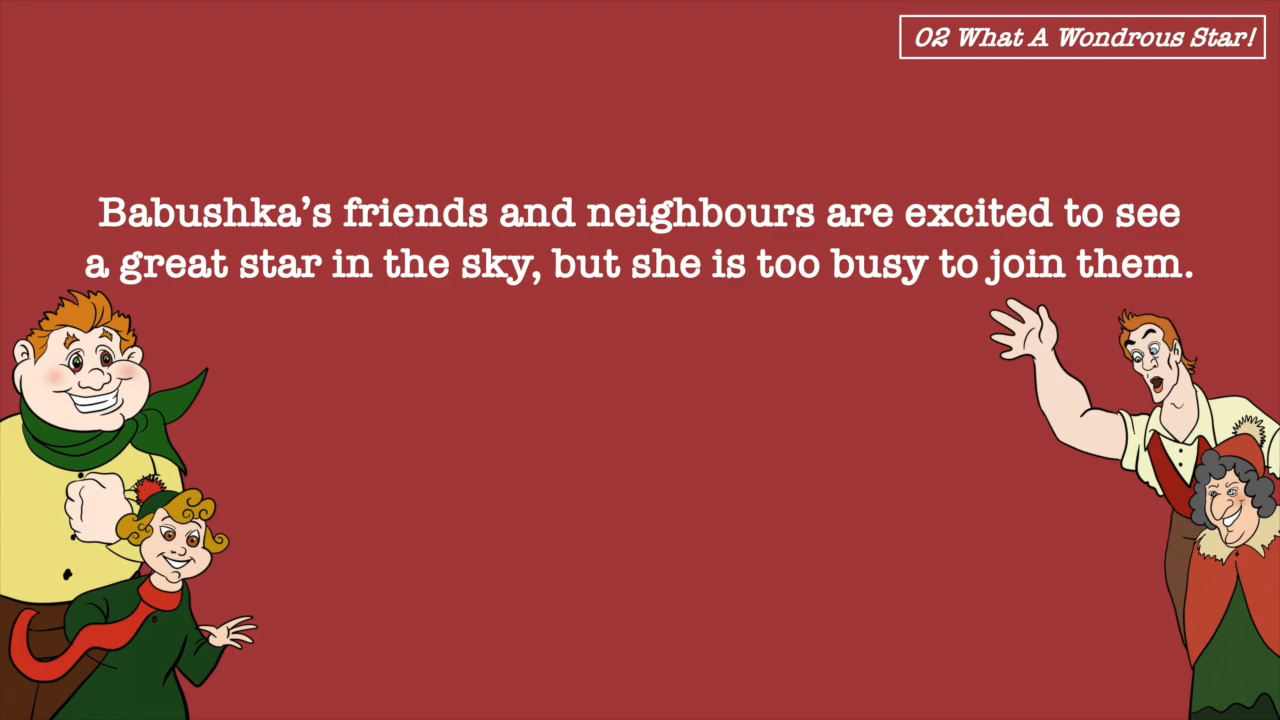 02 What A Wondrous Star!
Babushka’s friends and neighbours are excited to see
a great star in the sky, but she is too busy to join them.